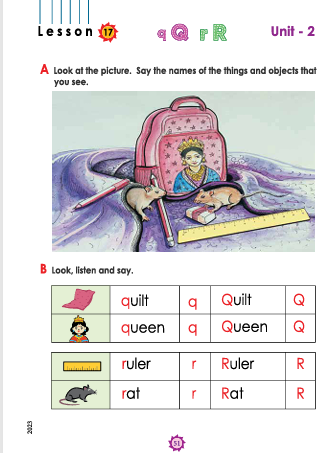 Lesson 17 q Q r R Unit - 2
A Look at the picture. Say the names of the things and objects that
you see.
B Look, listen and say.
quilt q Quilt Q
queen q Queen Q
ruler r Ruler R
rat r Rat R
2023
51